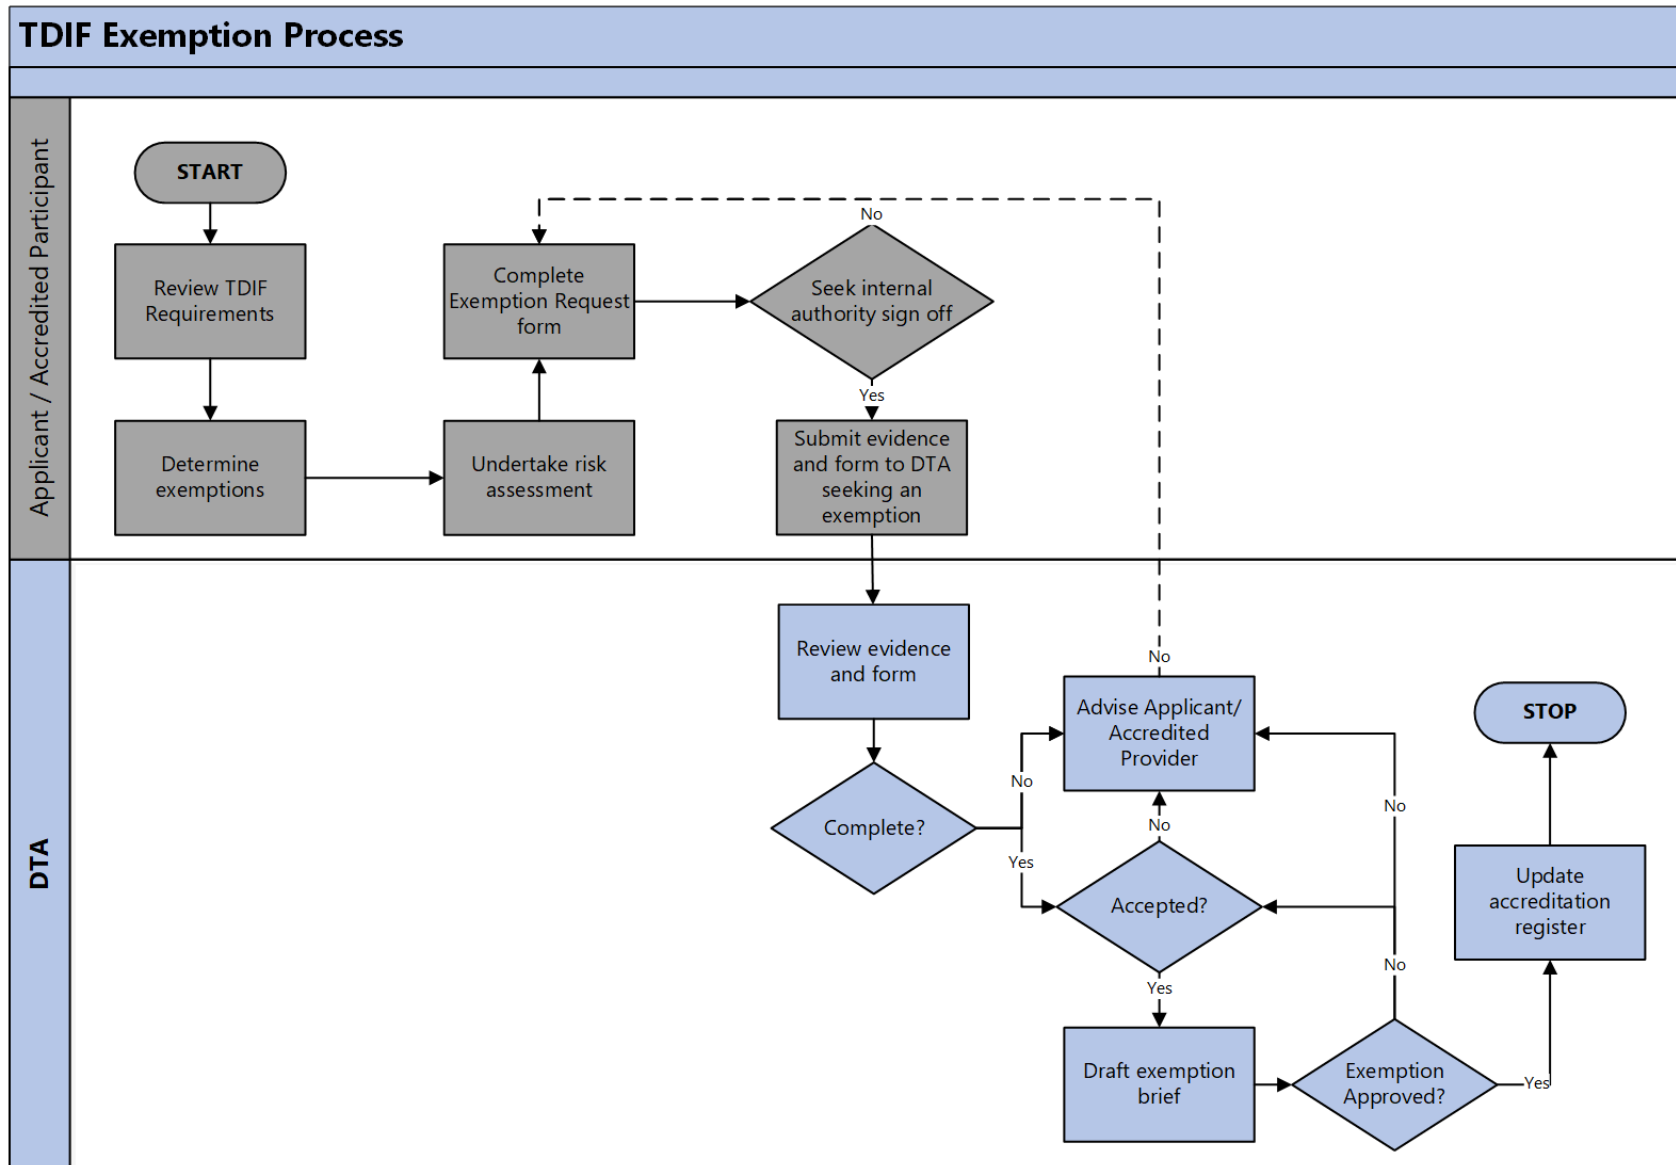 TDIF Exemption Process
Applicant / Accredited Participant
START
Review TDIF
Requirements
Determine
exemptions
Undertake risk
assessment
Complete
Exemption Request
form
No
Seek internal
authority sign off
Yes
Submit evidence
and form to DTA
seeking an
exemption
DTA
Review evidence
and form
Complete?
No
Yes
No
Advise Applicant/
Accredited
Provider
No
Accepted?
Yes
Draft exemption
brief
No
No
Exemption
Approved?
Yes
Update
accreditation
register
STOP